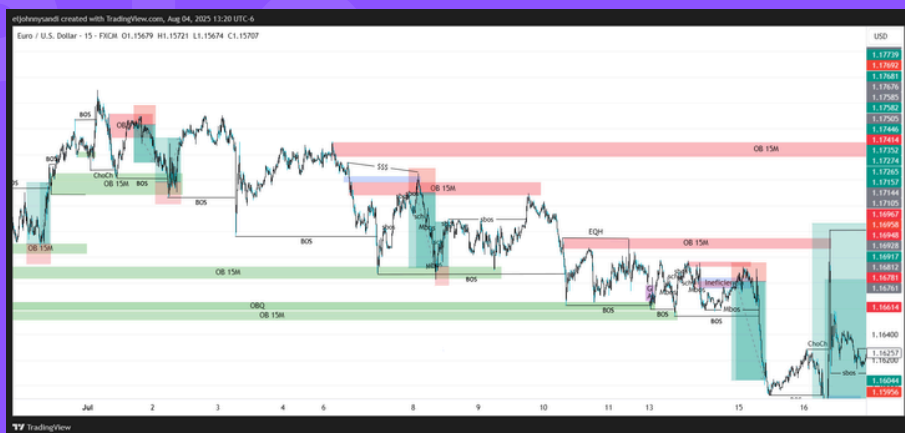 eljohnysandi created with TradingView.com, Aug 04, 2025 13:20 UTC-6
Euro / U.S. Dollar · 15 · FXCM O1.15679 H1.15721 L1.15674 C1.15707
USD
1.17739
1.17692
1.17681
1.17676
1.17585
1.17582
1.17505
1.17446
1.17414
1.17352
1.17274
1.17265
1.17157
1.17144
1.17105
1.16967
1.16958
1.16948
1.16928
1.16917
1.16812
1.16781
1.16761
1.16614
1.16400
1.16257
1.16200
1.16044
1.15956
BOS
BOS
ChoCh
OB 15M
BOS
BOS
OB 15M
OB 15M
BOS
OBQ
OB 15M
OB 15M
$$$
OB 15M
sbos
BOS
sbos
EQH
OB 15M
BOS
BOS
Ineficien
Mbos
BOS
ChoCh
sbos
Jul
2
3
4
6
8
9
10
11
13
15
16
TradingView